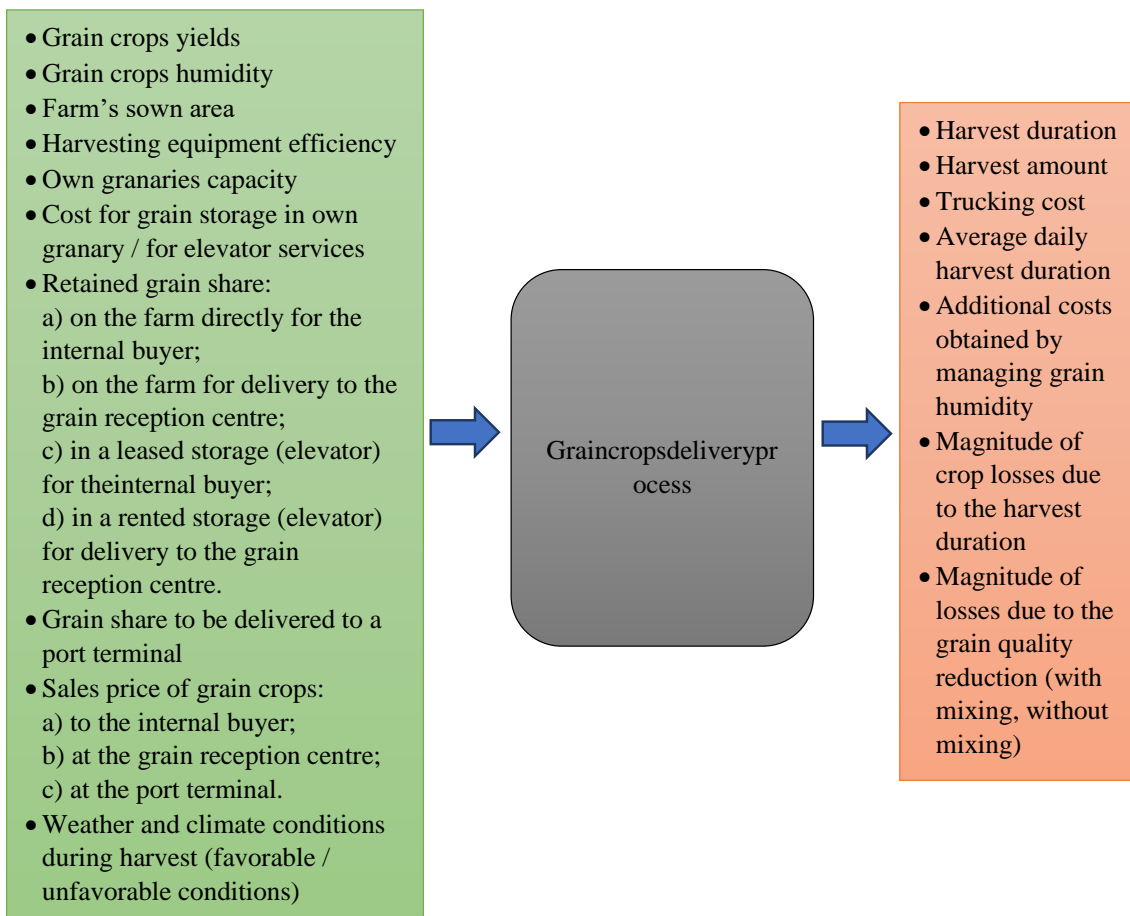 • Grain crops yields
• Grain crops humidity
• Farm’s sown area
• Harvesting equipment efficiency
• Own granaries capacity
• Cost for grain storage in own
granary / for elevator services
• Retained grain share:
a) on the farm directly for the
internal buyer;
b) on the farm for delivery to the
grain reception centre;
c) in a leased storage (elevator)
for theinternal buyer;
d) in a rented storage (elevator)
for delivery to the grain
reception centre.
• Grain share to be delivered to a
port terminal
• Sales price of grain crops:
a) to the internal buyer;
b) at the grain reception centre;
c) at the port terminal.
• Weather and climate conditions
during harvest (favorable /
unfavorable conditions)
Graincropsdeliverypr
ocess
• Harvest duration
• Harvest amount
• Trucking cost
• Average daily
harvest duration
• Additional costs
obtained by
managing grain
humidity
• Magnitude of
crop losses due
to the harvest
duration
• Magnitude of
losses due to the
grain quality
reduction (with
mixing, without
mixing)